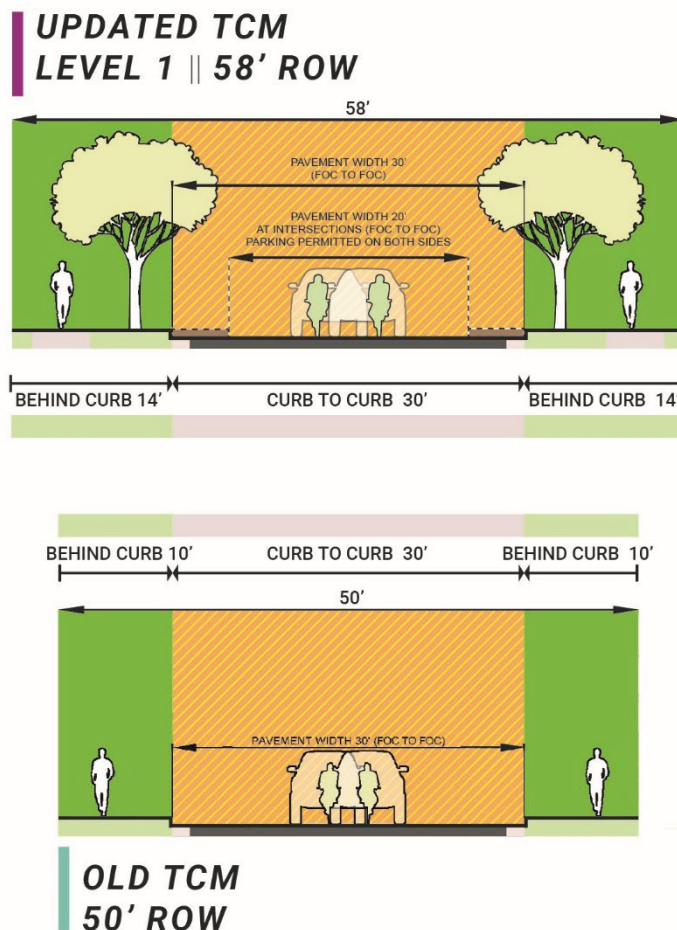 UPDATED TCM
LEVEL 1 || 58' ROW
58'
PAVEMENT WIDTH 30'
(FOC TO FOC)
PAVEMENT WIDTH 20'
AT INTERSECTIONS (FOC TO FOC)
PARKING PERMITTED ON BOTH SIDES
BEHIND CURB 14' CURB TO CURB 30' BEHIND CURB 14'
BEHIND CURB 10' CURB TO CURB 30' BEHIND CURB 10'
50'
PAVEMENT WIDTH 30' (FOC TO FOC)
OLD TCM
50' ROW